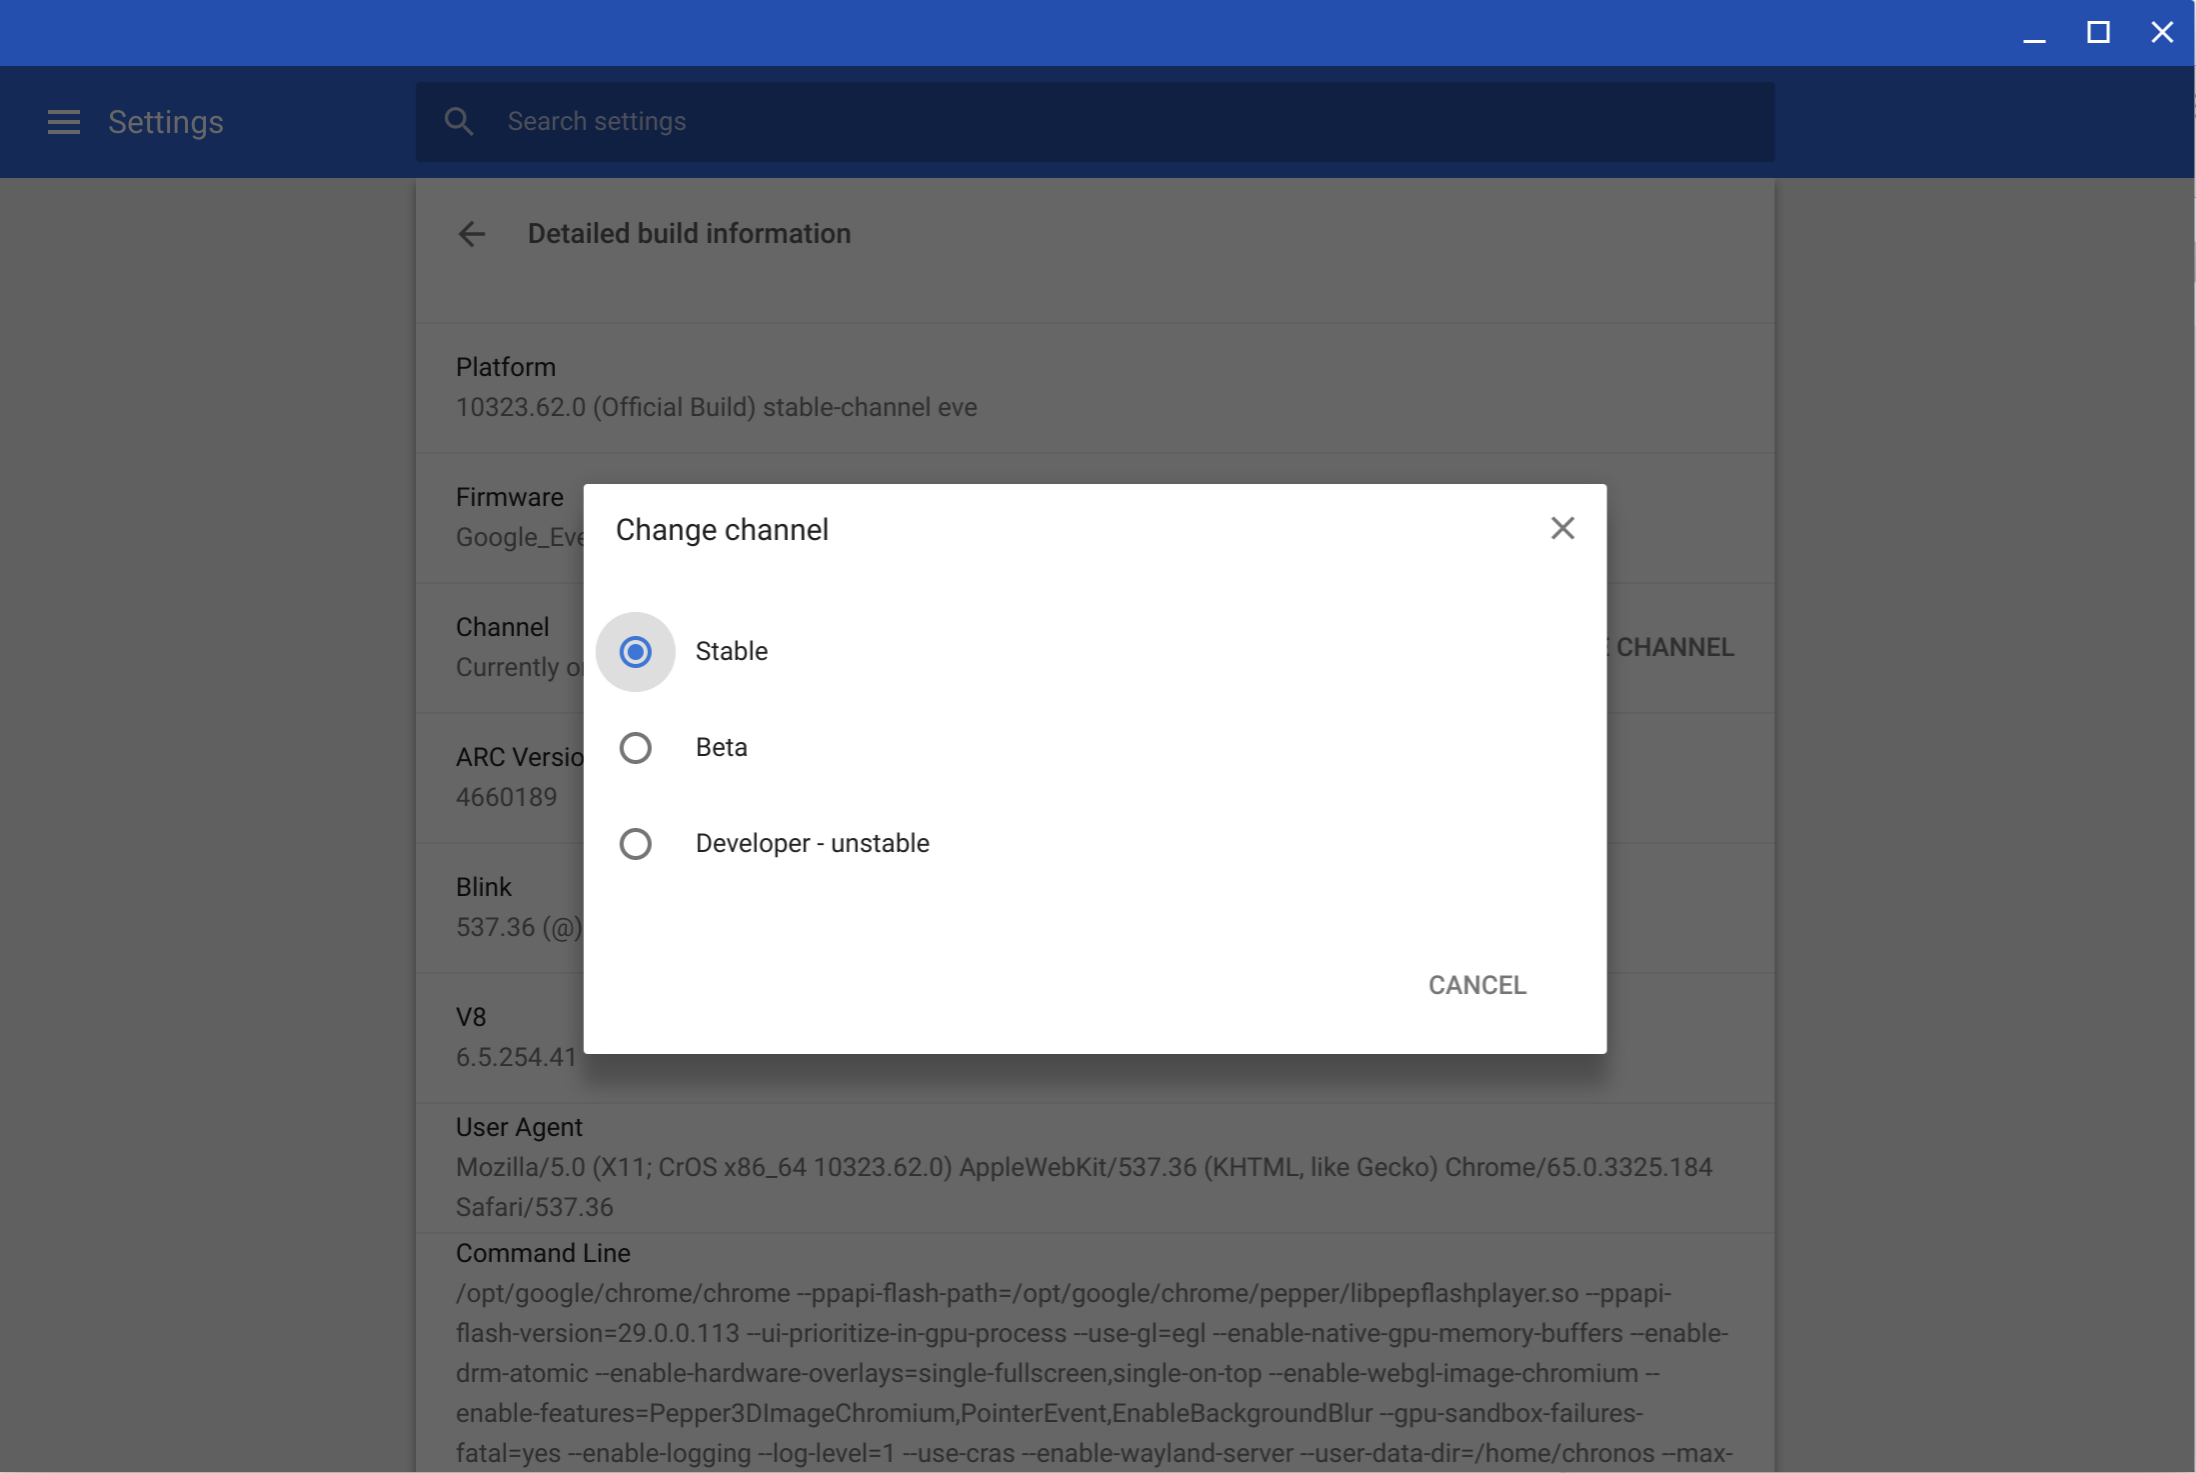 Settings
Search settings
Detailed build information
Platform
10323.62.0 (Official Build) stable-channel eve
Firmware
Change channel
Channel
Currently
CHANNEL
Stable
Beta
ARC
4660189
Developer - unstable
Blink
537.36 (@)
CANCEL
V8
6.5.254.41
User Agent
Mozilla/5.0 (X11; CrOS x86_64 10323.62.0) AppleWebKit/537.36 (KHTML, like Gecko) Chrome/65.0.3325.184
Safari/537.36
Command Line
/opt/google/chrome/chrome --ppapi-flash-path=/opt/google/chrome/pepper/libpepflashplayer.so --ppapi-
flash-version=29.0.0.113 --ui-prioritize-in-gpu-process --use-gl=egl --enable-native-gpu-memory-buffers --enable-
drm-atomic --enable-hardware-overlays=single-fullscreen,single-on-top --enable-webgl-image-chromium --
enable-features=Pepper3DImageChromium,PointerEvent,EnableBackgroundBlur --gpu-sandbox-failures-
fatal=yes --enable-logging --log-level=1 --use-cras --enable-wayland-server --user-data-dir=/home/chronos --max-